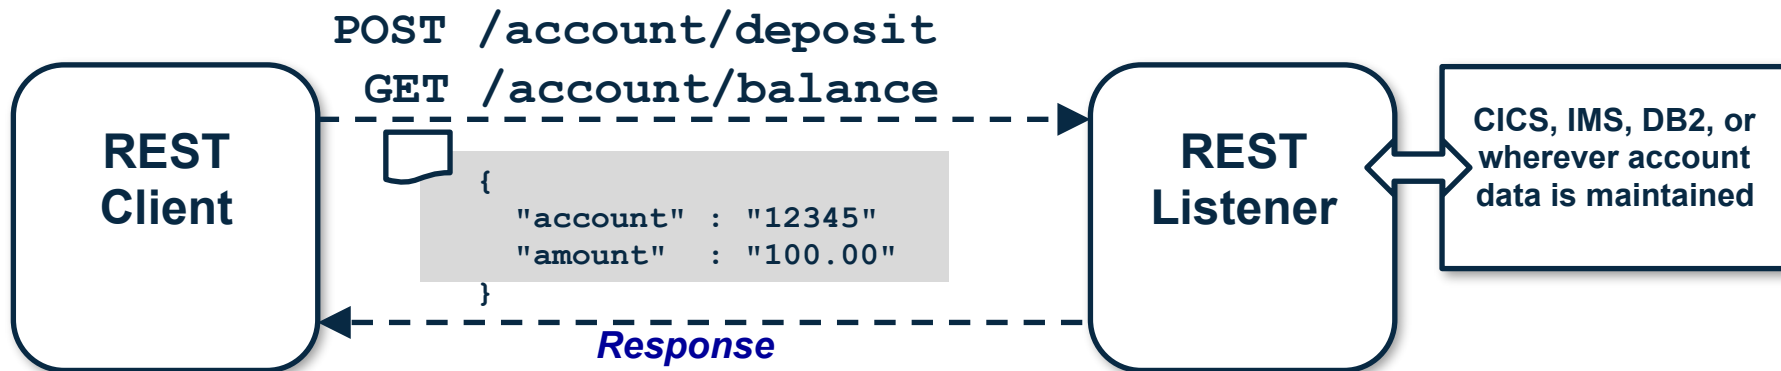 POST /account/deposit
GET /account/balance
REST
Client
{
"account" : "12345"
"amount"  : "100.00"
}
Response
REST
Listener
CICS, IMS, DB2, or
wherever account
data is maintained